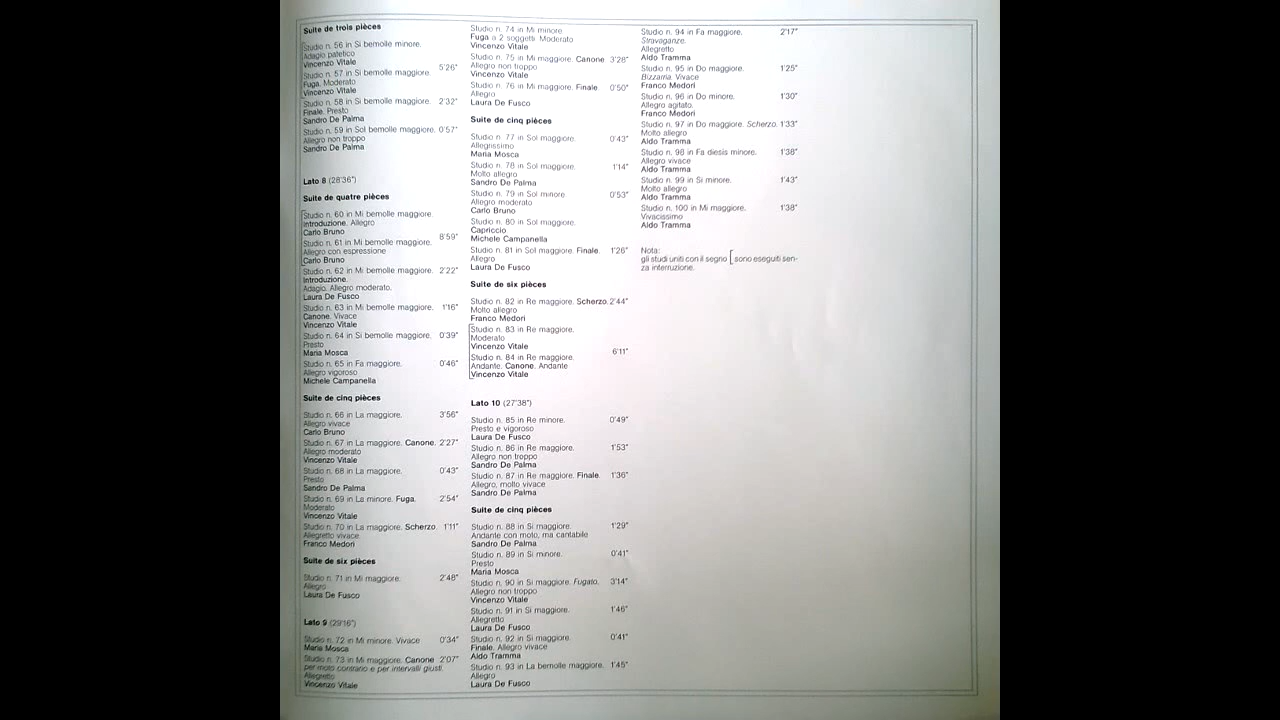 Suite de trois pièces
Studio n. 56 in Si bemolle minore.
Adagio patetico
Vincenzo Vitale
5'26"
Studio n. 57 in Si bemolle maggiore.
Fuga. Moderato
Vincenzo Vitale
Studio n. 58 in Si bemolle maggiore. 2'32"
Finale. Presto
Sandro De Palma
Studio n. 59 in Sol bemolle maggiore. 0'57"
Allegro non troppo
Sandro De Palma
Lato 8 (28'36")
Suite de quatre pièces
Studio n. 60 in Mi bemolle maggiore.
Introduzione. Allegro
Carlo Bruno
8'59"
Studio n. 61 in Mi bemolle maggiore.
Allegro con espressione
Carlo Bruno
Studio n. 62 in Mi bemolle maggiore. 2'22"
Introduzione.
Adagio. Allegro moderato.
Laura De Fusco
Studio n. 63 in Mi bemolle maggiore. 1'16"
Canone. Vivace
Vincenzo Vitale
Studio n. 64 in Si bemolle maggiore. 0'39"
Presto
Maria Mosca
Studio n. 65 in Fa maggiore. 0'46"
Allegro vigoroso
Michele Campanella
Suite de cinq pièces
Studio n. 66 in La maggiore. 3'56"
Allegro vivace
Carlo Bruno
Studio n. 67 in La maggiore. Canone. 2'27"
Allegro moderato
Vincenzo Vitale
Studio n. 68 in La maggiore. 0'43"
Presto
Sandro De Palma
Studio n. 69 in La minore. Fuga. 2'54"
Moderato
Vincenzo Vitale
Studio n. 70 in La maggiore. Scherzo. 1'11"
Allegretto vivace
Franco Medori
Suite de six pièces
Studio n. 71 in Mi maggiore. 2'48"
Allegro
Laura De Fusco
Lato 9 (29'16")
Studio n. 72 in Mi minore. Vivace 0'34"
Maria Mosca
Studio n. 73 in Mi maggiore. Canone 2'07"
per moto contrario e per intervalli giusti.
Allegretto
Vincenzo Vitale
Studio n. 74 in Mi minore
Fuga a 2 soggetti. Moderato
Vincenzo Vitale
Studio n. 75 in Mi maggiore. Canone 3'28"
Allegro non troppo
Vincenzo Vitale
Studio n. 76 in Mi maggiore. Finale 0'50"
Allegro
Laura De Fusco
Suite de cinq pièces
Studio n. 77 in Sol maggiore. 0'43"
Allegrissimo
Maria Mosca
Studio n. 78 in Sol maggiore. 1'14"
Molto allegro
Sandro De Palma
Studio n. 79 in Sol minore 0'53"
Allegro moderato
Carlo Bruno
Studio n. 80 in Sol maggiore.
Capriccio
Michele Campanella
Studio n. 81 in Sol maggiore. Finale. 1'26"
Allegro
Laura De Fusco
Suite de six pièces
Studio n. 82 in Re maggiore. Scherzo. 2'44"
Molto allegro
Franco Medori
Studio n. 83 in Re maggiore.
Moderato
Vincenzo Vitale
6'11"
Studio n. 84 in Re maggiore.
Andante. Canone. Andante
Vincenzo Vitale
Lato 10 (27'38")
Studio n. 85 in Re minore. 0'49"
Presto e vigoroso
Laura De Fusco
Studio n. 86 in Re maggiore. 1'53"
Allegro non troppo
Sandro De Palma
Studio n. 87 in Re maggiore. Finale. 1'36"
Allegro, molto vivace
Sandro De Palma
Suite de cinq pièces
Studio n. 88 in Si maggiore. 1'29"
Andante con moto, ma cantabile
Sandro De Palma
Studio n. 89 in Si minore. 0'41"
Presto
Maria Mosca
Studio n. 90 in Si maggiore. Fugato. 3'14"
Allegro non troppo
Vincenzo Vitale
Studio n. 91 in Si maggiore. 1'46"
Allegretto
Laura De Fusco
Studio n. 92 in Si maggiore. 0'41"
Finale. Allegro vivace
Aldo Tramma
Studio n. 93 in La bemolle maggiore. 1'45"
Allegro
Laura De Fusco
Studio n. 94 in Fa maggiore. 2'17"
Stravaganze.
Allegretto
Aldo Tramma
Studio n. 95 in Do maggiore. 1'25"
Bizzarria. Vivace
Franco Medori
Studio n. 96 in Do minore. 1'30"
Allegro agitato.
Franco Medori
Studio n. 97 in Do maggiore. Scherzo. 1'33"
Molto allegro
Aldo Tramma
Studio n. 98 in Fa diesis minore. 1'38"
Allegro vivace
Aldo Tramma
Studio n. 99 in Si minore. 1'43"
Molto allegro
Aldo Tramma
Studio n. 100 in Mi maggiore. 1'38"
Vivacissimo
Aldo Tramma
Nota:
gli studi uniti con il segno [ sono eseguiti sen-
za interruzione.